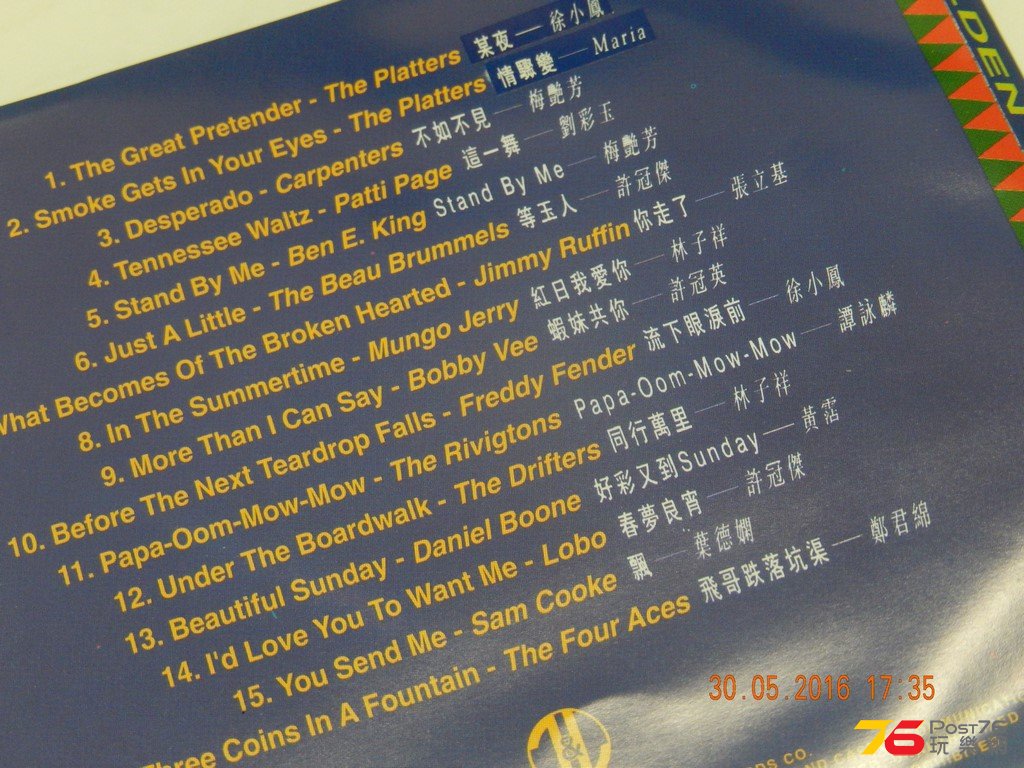 LDEN
1. The Great Pretender - The Platters 某夜 — 徐小鳳
2. Smoke Gets In Your Eyes - The Platters 情驟變 — Maria
3. Desperado - Carpenters 不如不見 — 梅艷芳
4. Tennessee Waltz - Patti Page 這一舞 — 劉彩玉
5. Stand By Me - Ben E. King Stand By Me — 梅艷芳
6. Just A Little - The Beau Brummels 等玉人 — 許冠傑
What Becomes Of The Broken Hearted - Jimmy Ruffin 你走了 — 張立基
8. In The Summertime - Mungo Jerry 紅日我愛你 — 林子祥
9. More Than I Can Say - Bobby Vee 蝦妹共你 — 許冠英
10. Before The Next Teardrop Falls - Freddy Fender 流下眼淚前 — 徐小鳳
11. Papa-Oom-Mow-Mow - The Rivigtons Papa-Oom-Mow-Mow — 譚詠麟
12. Under The Boardwalk - The Drifters 同行萬里 — 林子祥
13. Beautiful Sunday - Daniel Boone 好彩又到Sunday — 黃霑
14. I'd Love You To Want Me - Lobo 春夢良宵 — 許冠傑
15. You Send Me - Sam Cooke 飄 — 葉德嫻
Three Coins In A Fountain - The Four Aces 飛哥跌落坑渠 — 鄭君綿
30.05.2016 17:35
76 POST76
玩樂